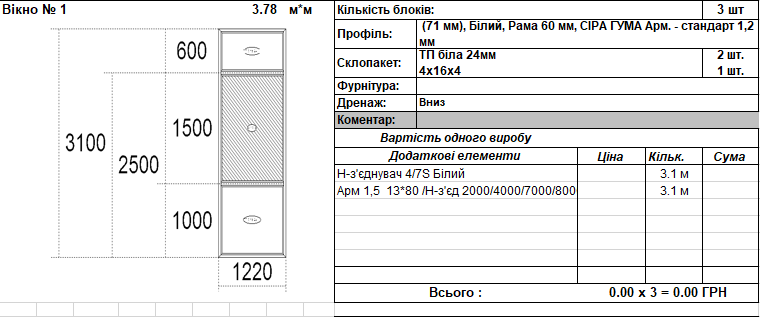 Вікно № 1 3.78 м*м
600
1500
3100
2500
1000
1220
Кількість блоків: 3 шт
Профіль: (71 мм), Білий, Рама 60 мм, СІРА ГУМА Арм. - стандарт 1,2 мм
Склопакет: ТП біла 24мм 2 шт.
4x16x4 1 шт.
Фурнітура:
Дренаж: Вниз
Коментар:
Вартість одного виробу
Додаткові елементи Ціна Кільк. Сума
Н-з'єднувач 4/7S Білий 3.1 м
Арм 1,5 13*80 /Н-з'єд 2000/4000/7000/800 3.1 м
Всього : 0.00 x 3 = 0.00 ГРН